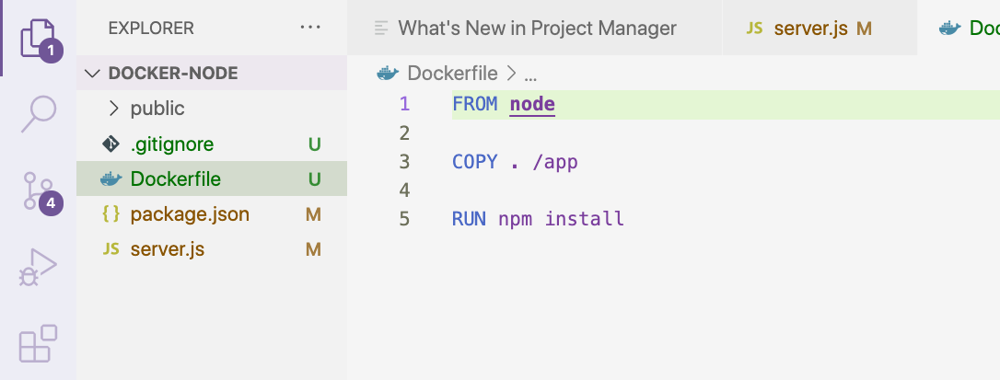 EXPLORER ...
What's New in Project Manager
JS server.js M
Doc
1
DOCKER-NODE
Dockerfile > ...
public
.gitignore U
Dockerfile U
{} package.json M
JS server.js M
4
1 FROM node
2
3 COPY . /app
4
5 RUN npm install